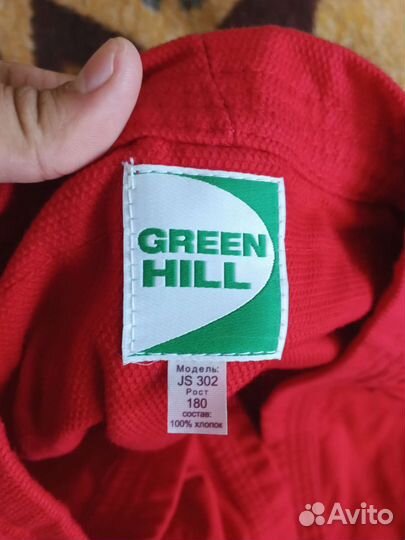 GREEN
HILL
Модель:
JS 302
Рост
180
состав:
100% хлопок
Avito